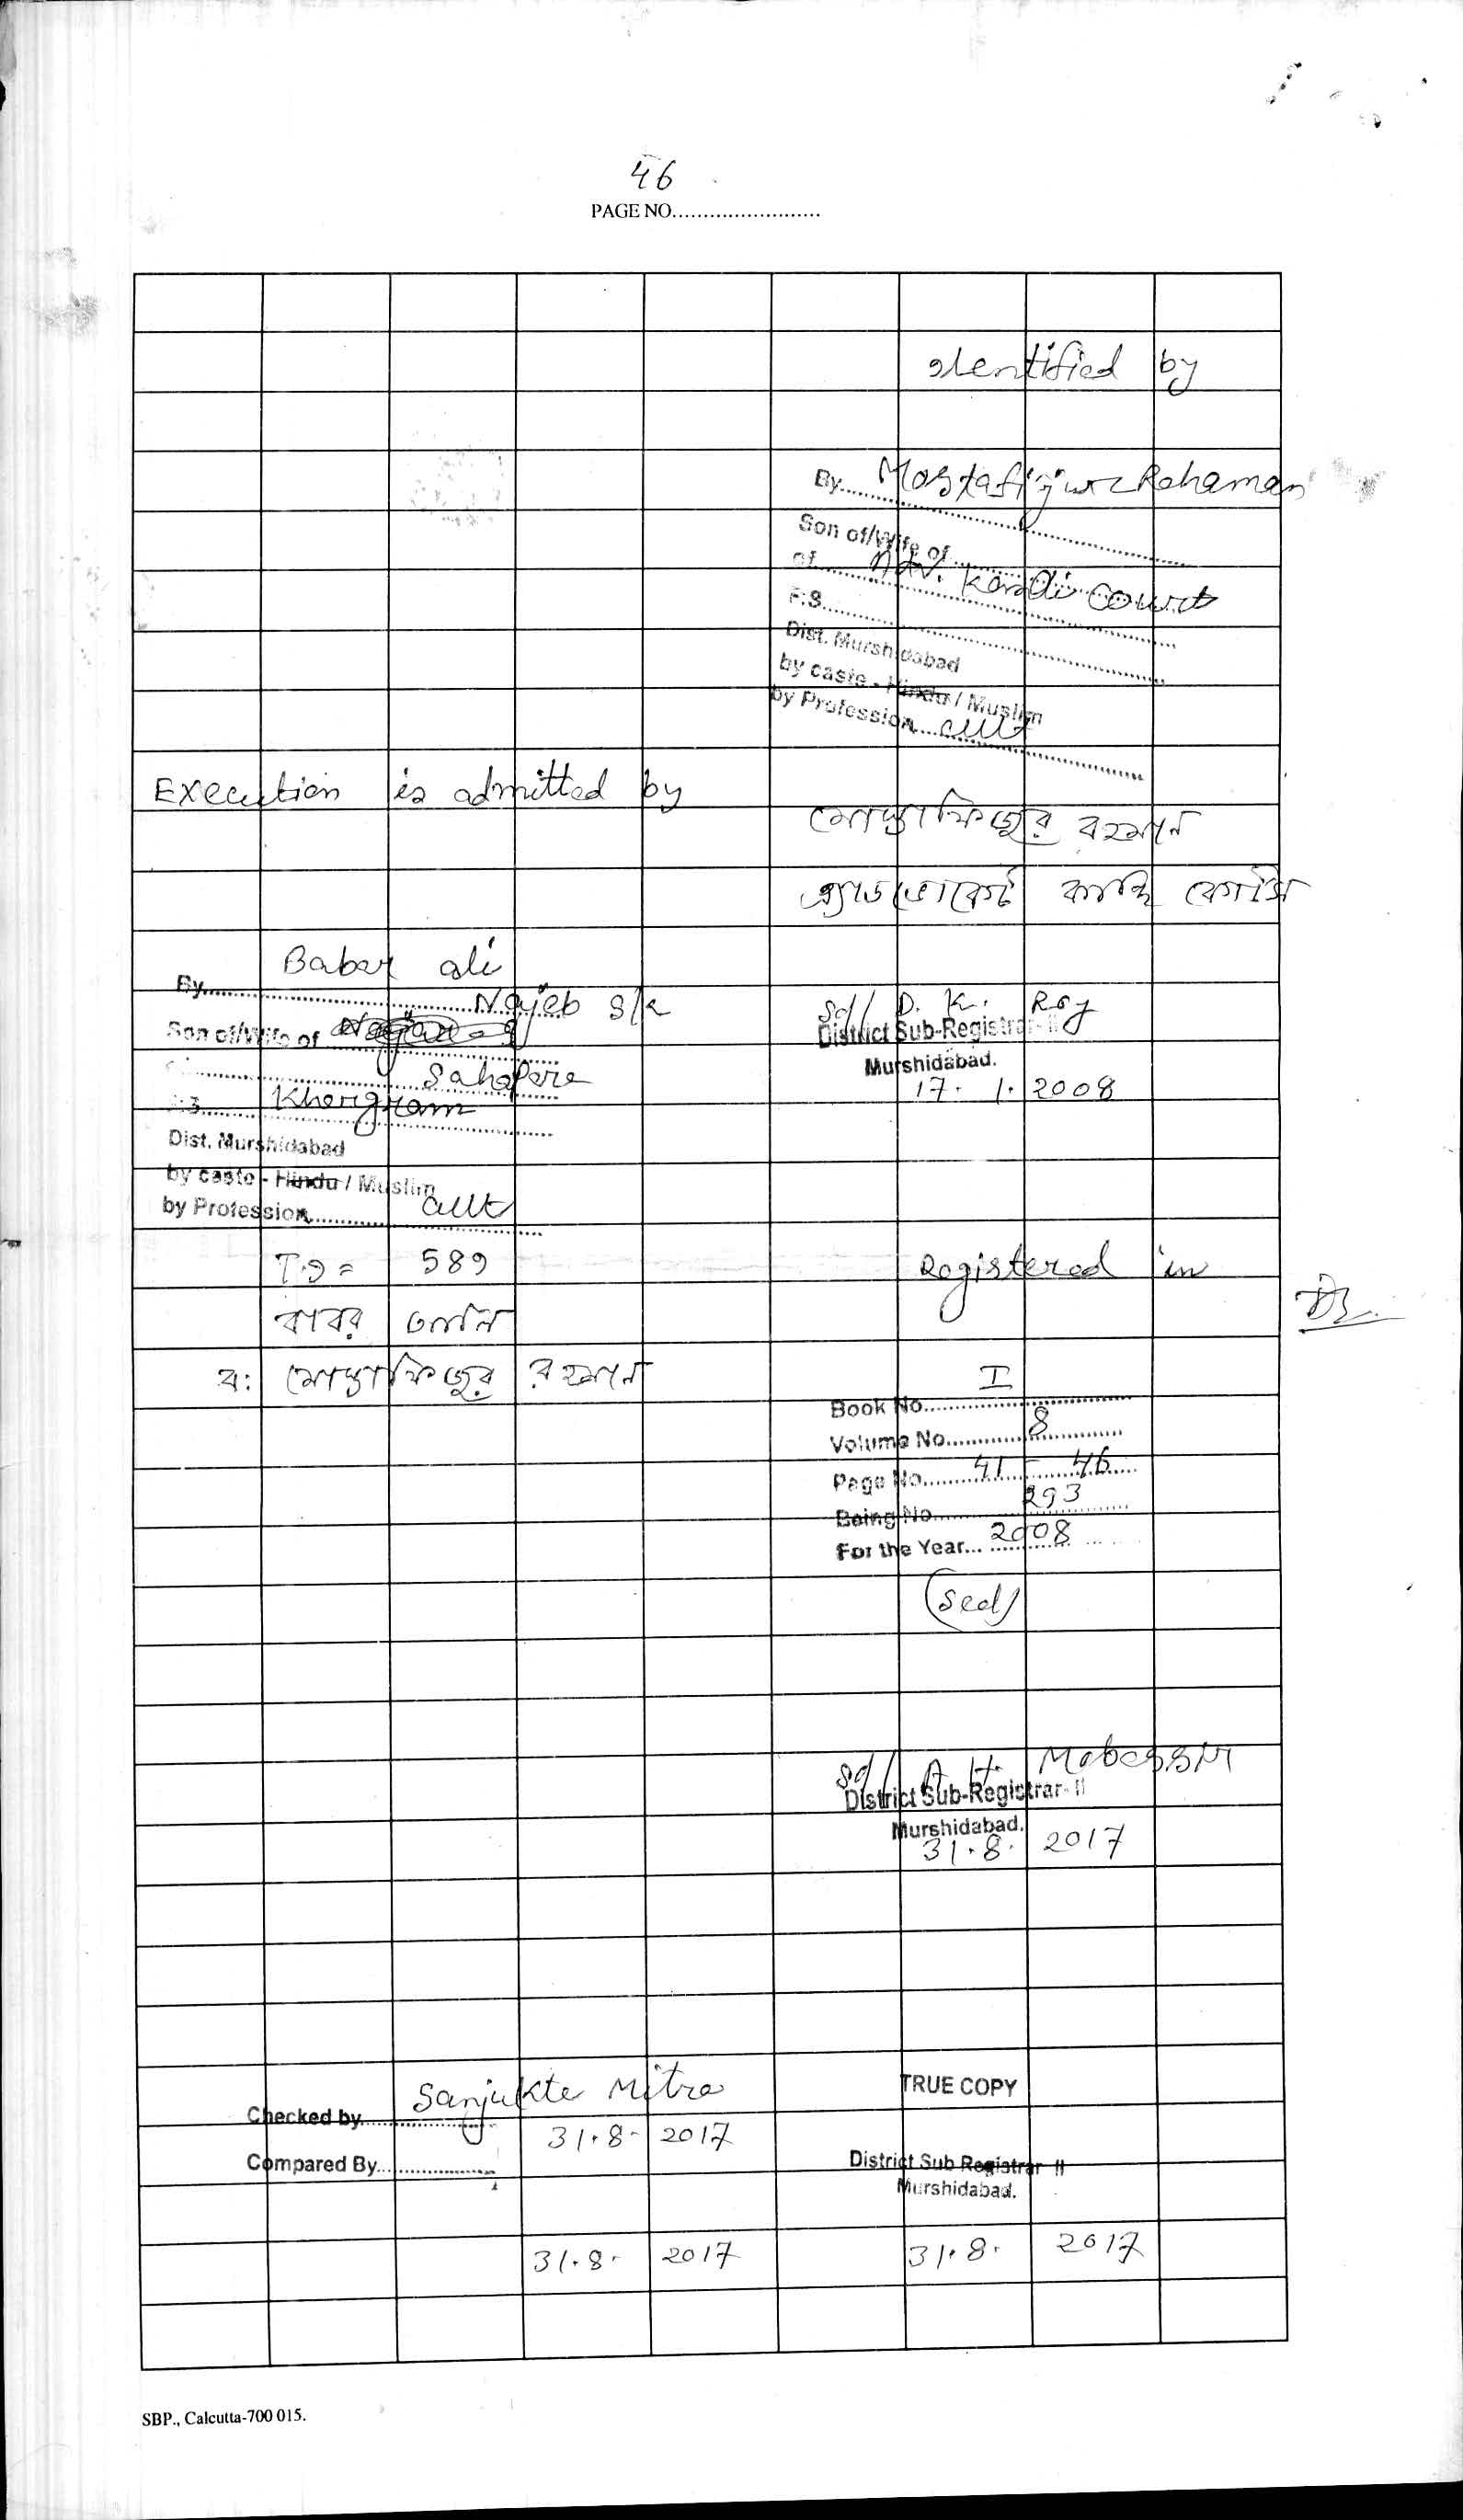 46
PAGE NO.........................
Identified by
By..... Mostafijur Rahaman
Son of/Wife of..........
of..... Adv. Kandi Court
P.S...............
Dist. Murshidabad
by caste - Hindu / Muslim
by Profession..... Cult
মোস্তাফিজুর রহমান
এ্যাডভোকেট কান্দি কোর্ট
Execution is admitted by
By..... Babar Ali
Najeb Sk
Son of/Wife of
of..... Sahapara
P.S..... Khargram
Dist. Murshidabad
by caste - Hindu / Muslim
by Profession..... Cult
589
বাবর আলি
ব: মোস্তাফিজুর রহমান
Sd/ D. K. Roy
District Sub-Registrar-II
Murshidabad.
17. 1. 2008
Registered in
Book No..... I
Volume No..... 8
Page No..... 41 - 46
Being No..... 293
For the Year... 2008
(Seal)
Sd/ A. H. Mobassir
District Sub-Registrar-II
Murshidabad.
31.8. 2017
Checked by..... Sanjukta Mitra
31.8. 2017
Compared By.................
31.8. 2017
TRUE COPY
District Sub Registrar II
Murshidabad.
31.8. 2017
SBP., Calcutta-700 015.